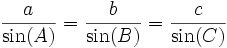 a/sin(A) = b/sin(B) = c/sin(C)